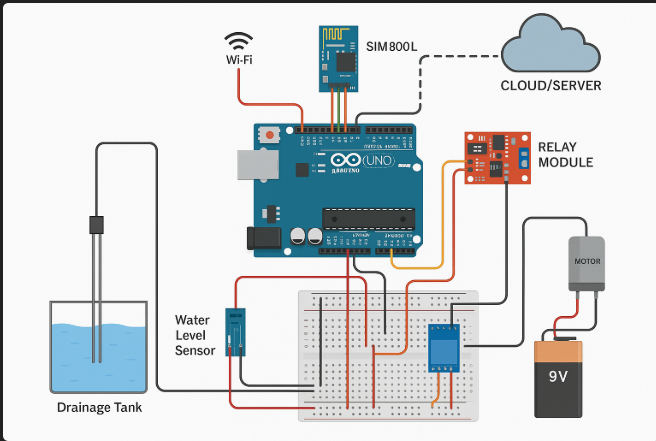 Wi-Fi
SIM800L
CLOUD/SERVER
(UNO)
RELAY
MODULE
MOTOR
Water
Level
Sensor
9V
Drainage Tank